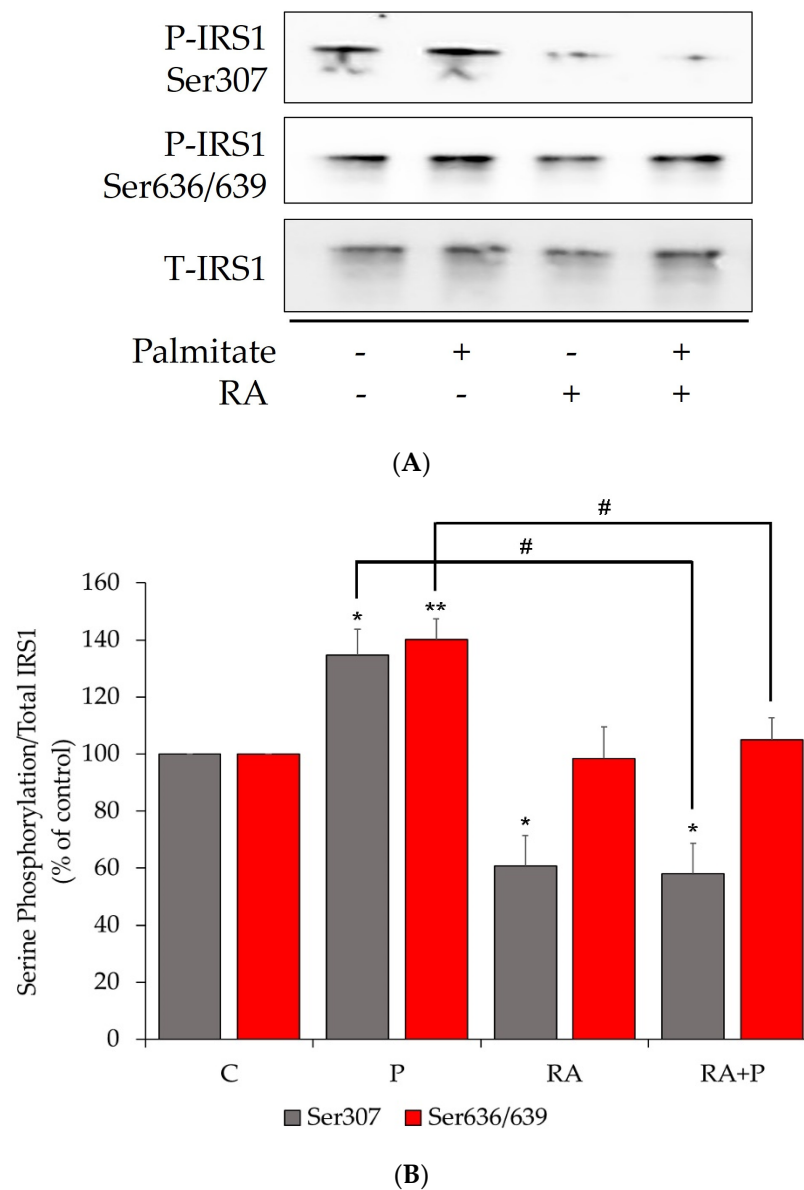 P-IRS1
Ser307
P-IRS1
Ser636/639
T-IRS1
Palmitate - + - +
RA - - + +
(A)
#
#
160
140
120
100
80
60
40
20
0
Serine Phosphorylation/Total IRS1
(% of control)
* **
* *
C P RA RA+P
Ser307 Ser636/639
(B)